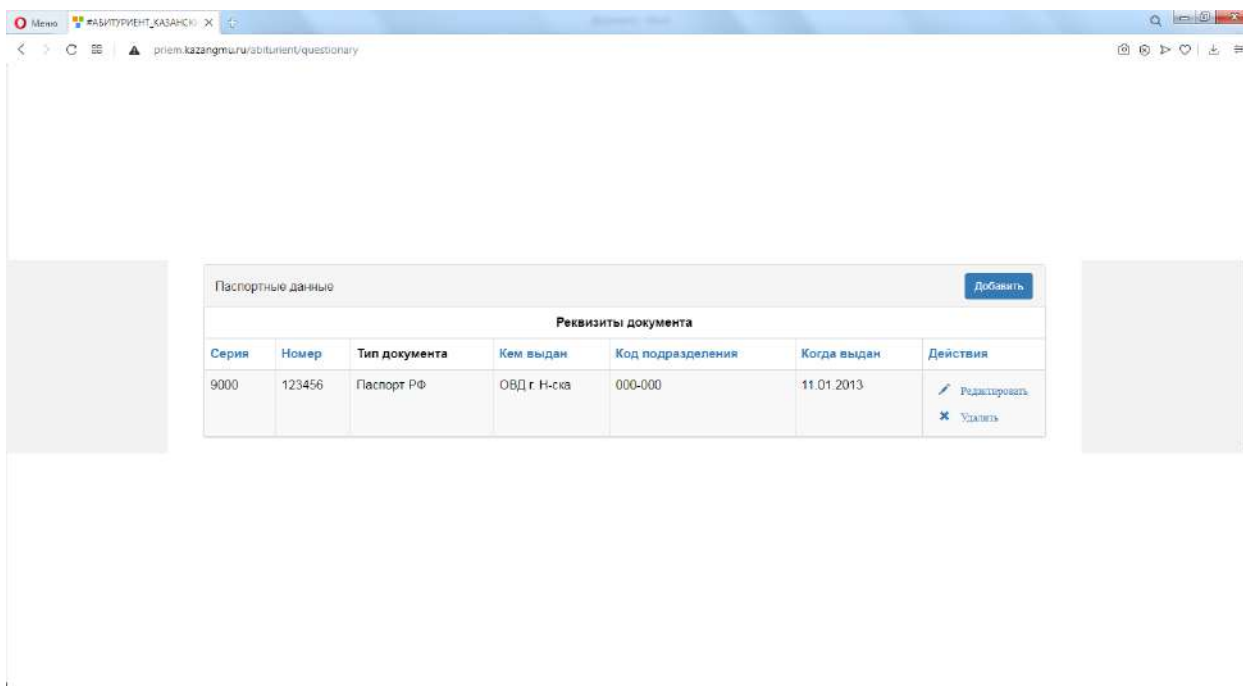 Меню #АБИТУРИЕНТ_КАЗАНСКИ
priem.kazangmu.ru/abiturient/questionary
Паспортные данные Добавить
Реквизиты документа
Серия Номер Тип документа Кем выдан Код подразделения Когда выдан Действия
9000 123456 Паспорт РФ ОВД г. Н-ска 000-000 11.01.2013 Редактировать
Удалить